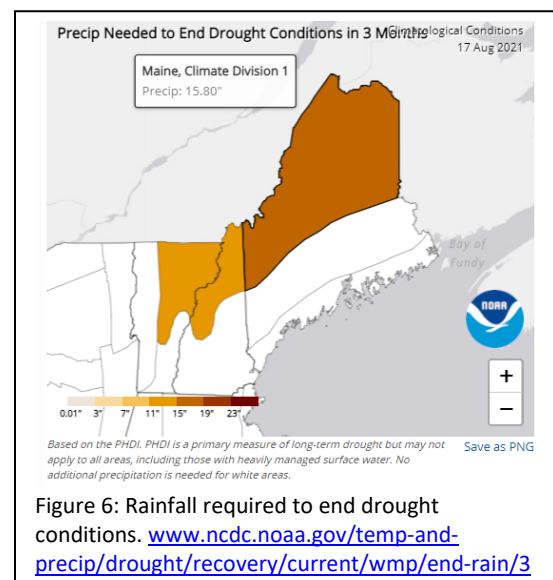 Precip Needed to End Drought Conditions in 3 Months
Climatological Conditions
17 Aug 2021
Maine, Climate Division 1
Precip: 15.80"
Bay of
Fundy
NOAA
+
−
0.01" 3" 7" 11" 15" 19" 23"
Based on the PHDI. PHDI is a primary measure of long-term drought but may not
apply to all areas, including those with heavily managed surface water. No
additional precipitation is needed for white areas.
Save as PNG
Figure 6: Rainfall required to end drought
conditions. www.ncdc.noaa.gov/temp-and-
precip/drought/recovery/current/wmp/end-rain/3